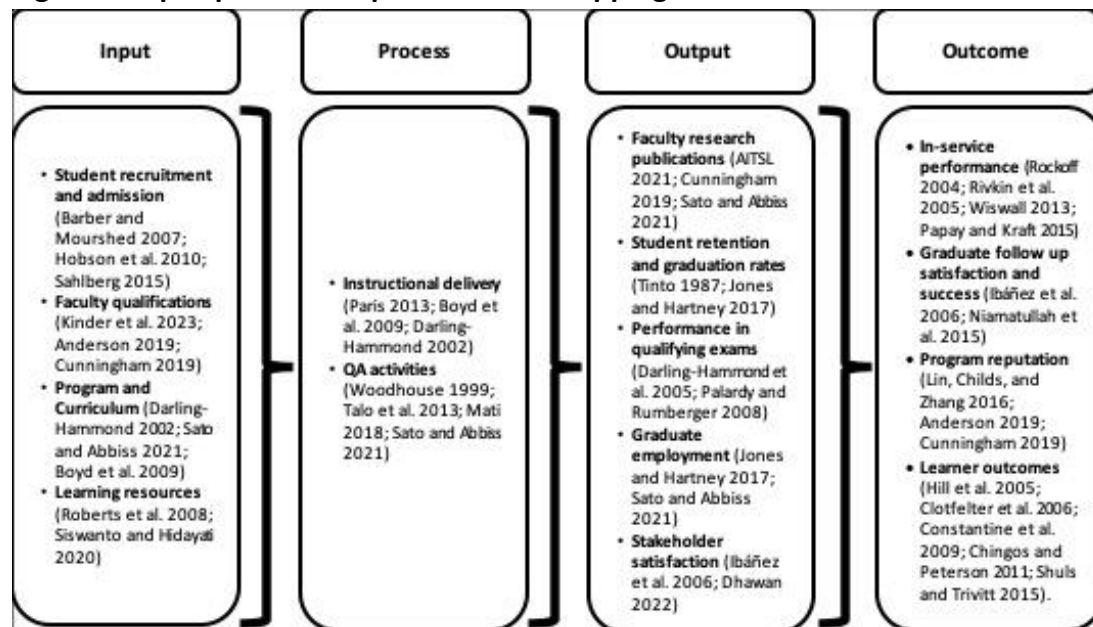 Input
Process
Output
Outcome
• Student recruitment
and admission
(Barber and
Mourshed 2007;
Hobson et al. 2010;
Sahlberg 2015)
• Faculty qualifications
(Kinder et al. 2023;
Anderson 2019;
Cunningham 2019)
• Program and
Curriculum (Darling-
Hammond 2002; Sato
and Abbiss 2021;
Boyd et al. 2009)
• Learning resources
(Roberts et al. 2008;
Siswanto and Hidayati
2020)
• Instructional delivery
(Paris 2013; Boyd et
al. 2009; Darling-
Hammond 2002)
• QA activities
(Woodhouse 1999;
Talo et al. 2013; Mati
2018; Sato and Abbiss
2021)
• Faculty research
publications (AITSL
2021; Cunningham
2019; Sato and Abbiss
2021)
• Student retention
and graduation rates
(Tinto 1987; Jones
and Hartney 2017)
• Performance in
qualifying exams
(Darling-Hammond et
al. 2005; Palardy and
Rumberger 2008)
• Graduate
employment (Jones
and Hartney 2017;
Sato and Abbiss
2021)
• Stakeholder
satisfaction (Ibáñez
et al. 2006; Dhawan
2022)
• In-service
performance (Rockoff
2004; Rivkin et al.
2005; Wiswall 2013;
Papay and Kraft 2015)
• Graduate follow up
satisfaction and
success (Ibáñez et al.
2006; Niamatullah et
al. 2015)
• Program reputation
(Lin, Childs, and
Zhang 2016;
Anderson 2019;
Cunningham 2019)
• Learner outcomes
(Hill et al. 2005;
Clotfelter et al. 2006;
Constantine et al.
2009; Chingos and
Peterson 2011; Shuls
and Trivitt 2015).